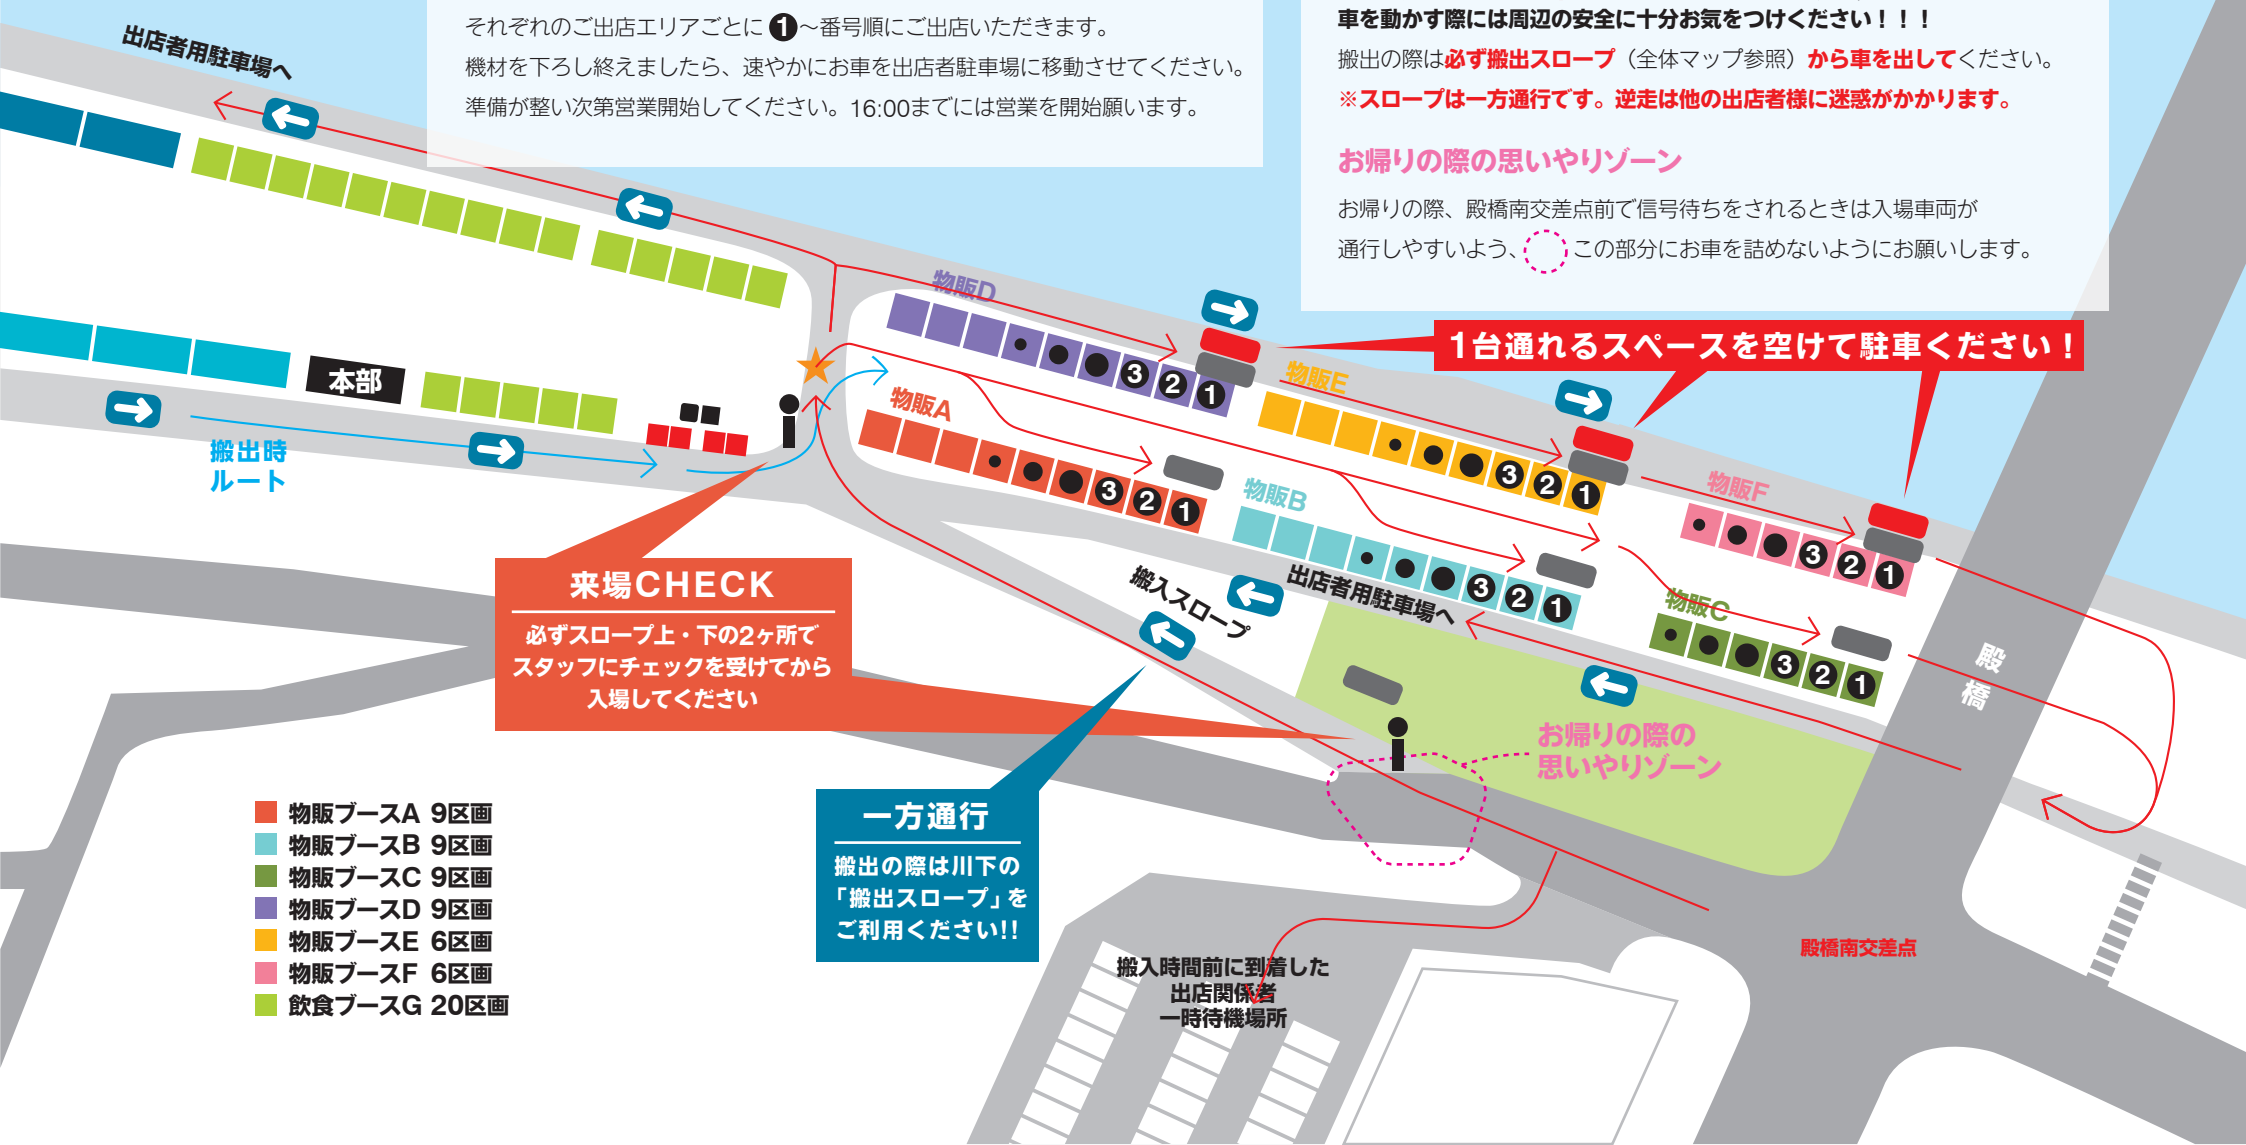 それぞれのご出店エリアごとに❶～番号順にご出店いただきます。
機材を下ろし終えましたら、速やかにお車を出店者駐車場に移動させてください。
準備が整い次第営業開始してください。16:00までには営業を開始願います。
車を動かす際には周辺の安全に十分お気をつけください！！！
搬出の際は必ず搬出スロープ（全体マップ参照）から車を出してください。
※スロープは一方通行です。逆走は他の出店者様に迷惑がかかります。
お帰りの際の思いやりゾーン
お帰りの際、殿橋南交差点前で信号待ちをされるときは入場車両が
通行しやすいよう、この部分にお車を詰めないようにお願いします。
出店者用駐車場へ
1台通れるスペースを空けて駐車ください！
物販D
3 2 1
物販E
3 2 1
物販F
3 2 1
物販A
3 2 1
物販B
3 2 1
物販C
3 2 1
本部
搬出時
ルート
搬入スロープ
出店者用駐車場へ
殿橋
来場CHECK
必ずスロープ上・下の2ヶ所で
スタッフにチェックを受けてから
入場してください
お帰りの際の
思いやりゾーン
一方通行
搬出の際は川下の
「搬出スロープ」を
ご利用ください!!
物販ブースA 9区画
物販ブースB 9区画
物販ブースC 9区画
物販ブースD 9区画
物販ブースE 6区画
物販ブースF 6区画
飲食ブースG 20区画
殿橋南交差点
搬入時間前に到着した
出店関係者
一時待機場所